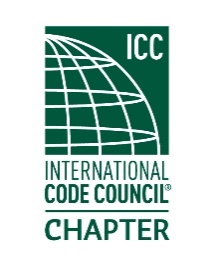 ICC
INTERNATIONAL
CODE COUNCIL®
CHAPTER